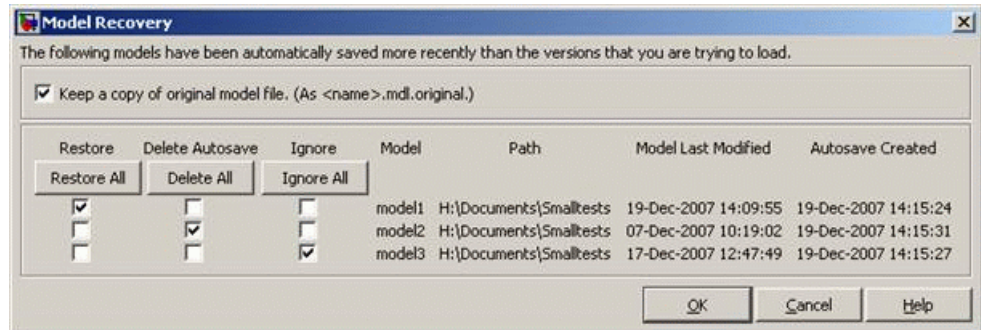 Model Recovery
The following models have been automatically saved more recently than the versions that you are trying to load.
Keep a copy of original model file. (As <name>.mdl.original.)
Restore Delete Autosave Ignore Model Path Model Last Modified Autosave Created
Restore All Delete All Ignore All
model1 H:\Documents\Smalltests 19-Dec-2007 14:09:55 19-Dec-2007 14:15:24
model2 H:\Documents\Smalltests 07-Dec-2007 10:19:02 19-Dec-2007 14:15:31
model3 H:\Documents\Smalltests 17-Dec-2007 12:47:49 19-Dec-2007 14:15:27
OK Cancel Help